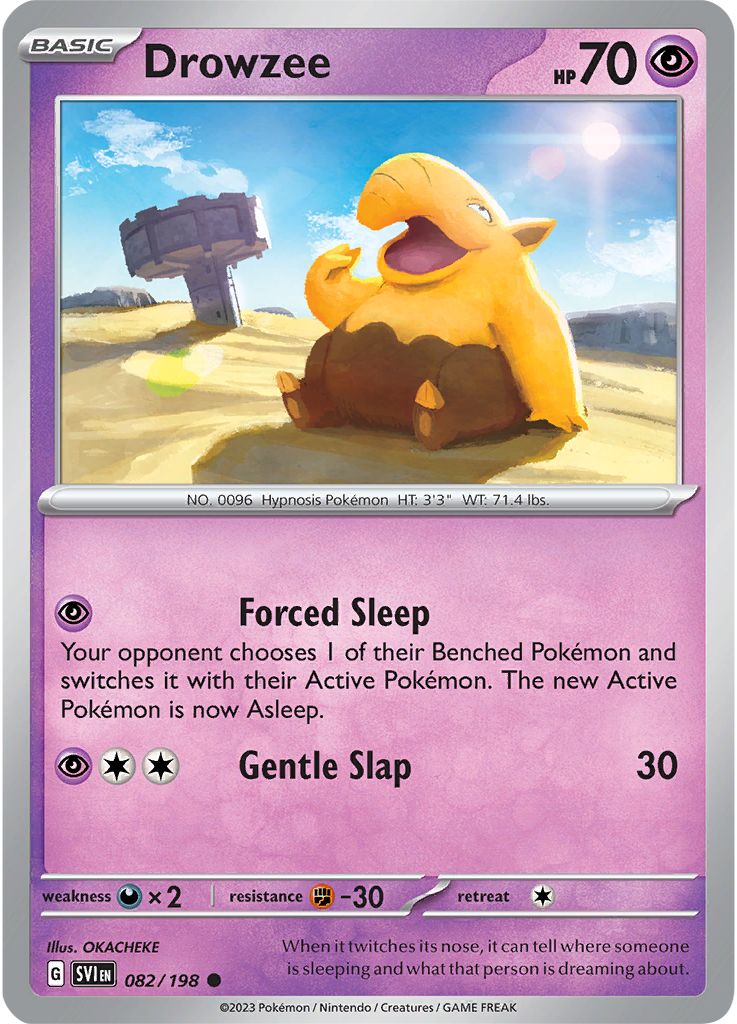 BASIC
Drowzee
HP 70
NO. 0096 Hypnosis Pokémon HT: 3'3" WT: 71.4 lbs.
Forced Sleep
Your opponent chooses 1 of their Benched Pokémon and
switches it with their Active Pokémon. The new Active
Pokémon is now Asleep.
Gentle Slap 30
weakness ×2 resistance -30 retreat
Illus. OKACHEKE
G SVI EN 082/198
When it twitches its nose, it can tell where someone
is sleeping and what that person is dreaming about.
©2023 Pokémon / Nintendo / Creatures / GAME FREAK